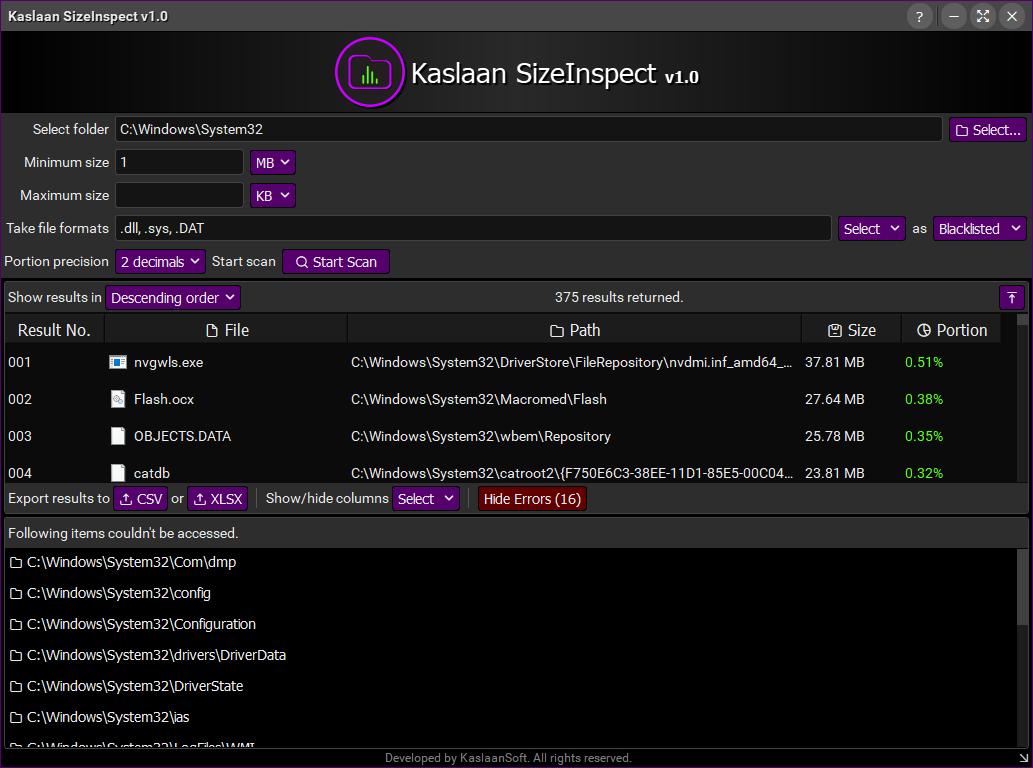 Kaslaan SizeInspect v1.0
?
Kaslaan SizeInspect v1.0
Select folder C:\Windows\System32 Select...
Minimum size 1 MB
Maximum size KB
Take file formats .dll, .sys, .DAT Select as Blacklisted
Portion precision 2 decimals Start scan Start Scan
Show results in Descending order 375 results returned.
Result No. File Path Size Portion
001 nvgwls.exe C:\Windows\System32\DriverStore\FileRepository\nvdmi.inf_amd64_... 37.81 MB 0.51%
002 Flash.ocx C:\Windows\System32\Macromed\Flash 27.64 MB 0.38%
003 OBJECTS.DATA C:\Windows\System32\wbem\Repository 25.78 MB 0.35%
004 catdb C:\Windows\System32\catroot2\{F750E6C3-38EE-11D1-85E5-00C04... 23.81 MB 0.32%
Export results to CSV or XLSX Show/hide columns Select Hide Errors (16)
Following items couldn't be accessed.
C:\Windows\System32\Com\dmp
C:\Windows\System32\config
C:\Windows\System32\Configuration
C:\Windows\System32\drivers\DriverData
C:\Windows\System32\DriverState
C:\Windows\System32\ias
C:\Windows\System32\LogFiles\WMI
Developed by KaslaanSoft. All rights reserved.